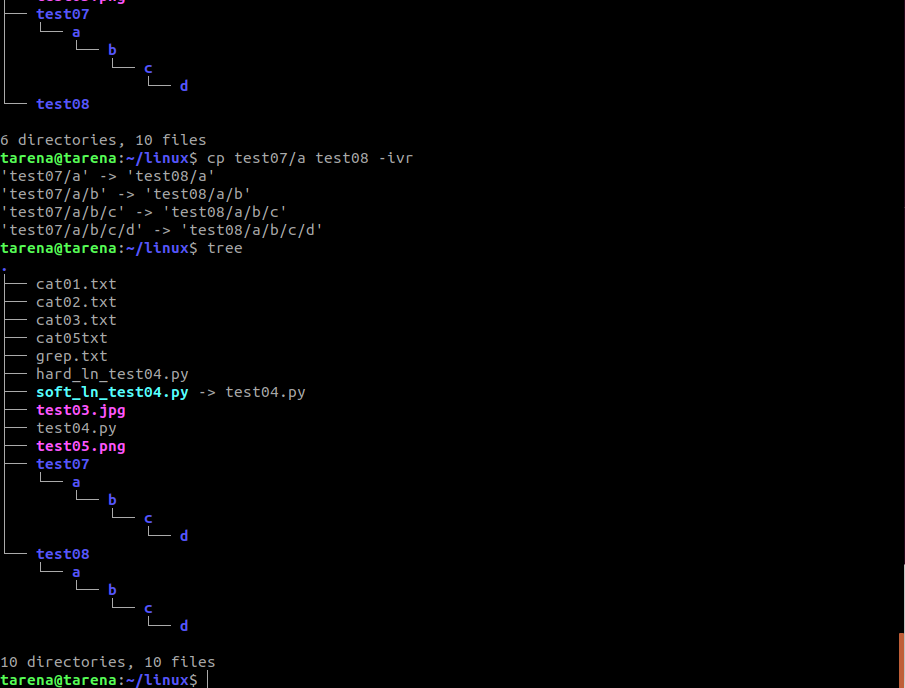 test07
a
b
c
d
test08
6 directories, 10 files
tarena@tarena:~/linux$ cp test07/a test08 -ivr
'test07/a' -> 'test08/a'
'test07/a/b' -> 'test08/a/b'
'test07/a/b/c' -> 'test08/a/b/c'
'test07/a/b/c/d' -> 'test08/a/b/c/d'
tarena@tarena:~/linux$ tree
.
cat01.txt
cat02.txt
cat03.txt
cat05txt
grep.txt
hard_ln_test04.py
soft_ln_test04.py -> test04.py
test03.jpg
test04.py
test05.png
test07
a
b
c
d
test08
a
b
c
d
10 directories, 10 files
tarena@tarena:~/linux$